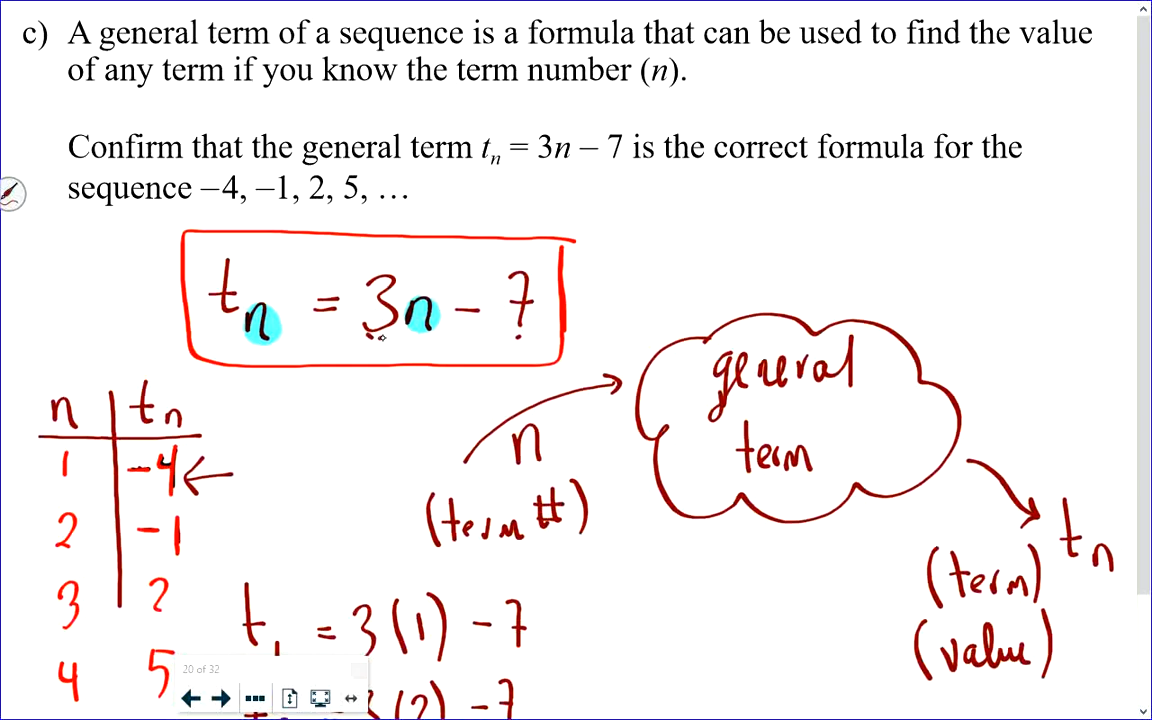 c) A general term of a sequence is a formula that can be used to find the value
of any term if you know the term number (n).
Confirm that the general term tₙ = 3n – 7 is the correct formula for the
sequence –4, –1, 2, 5, …
tₙ = 3n - 7
general
term
n
(term #)
tₙ
(term)
(value)
n tₙ
1 -4
2 -1
3 2
4 5
t₁ = 3(1) - 7
(2) - 7
20 of 32